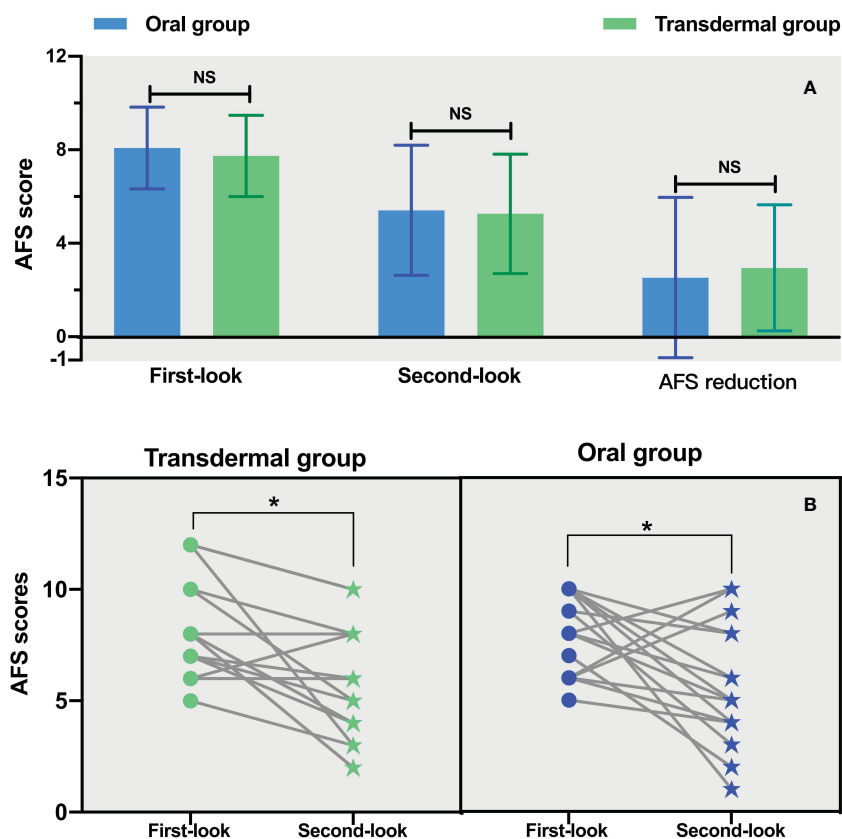 Oral group
Transdermal group
12
8
4
0
-1
AFS score
NS
NS
NS
A
First-look
Second-look
AFS reduction
Transdermal group
Oral group
15
10
5
0
AFS scores
*
*
B
First-look
Second-look
First-look
Second-look